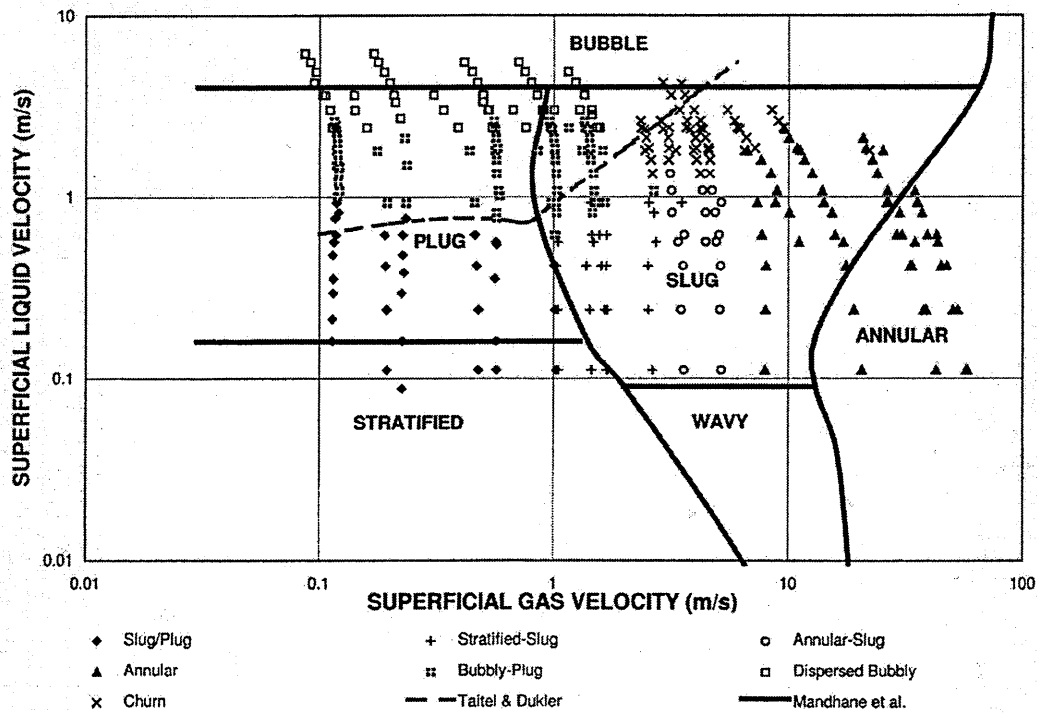 10
BUBBLE
1
PLUG
SLUG
ANNULAR
0.1
STRATIFIED
WAVY
0.01
SUPERFICIAL LIQUID VELOCITY (m/s)
0.01
0.1
1
10
100
SUPERFICIAL GAS VELOCITY (m/s)
Slug/Plug
Stratified-Slug
Annular-Slug
Annular
Bubbly-Plug
Dispersed Bubbly
Churn
Taitel & Dukler
Mandhane et al.